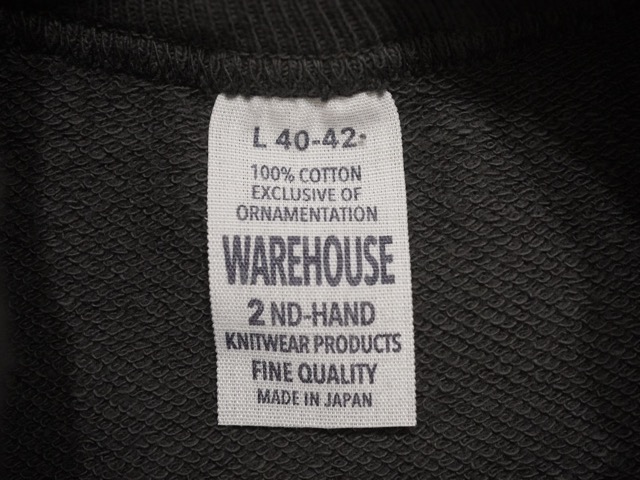 L 40-42
100% COTTON
EXCLUSIVE OF
ORNAMENTATION
WAREHOUSE
2 ND-HAND
KNITWEAR PRODUCTS
FINE QUALITY
MADE IN JAPAN